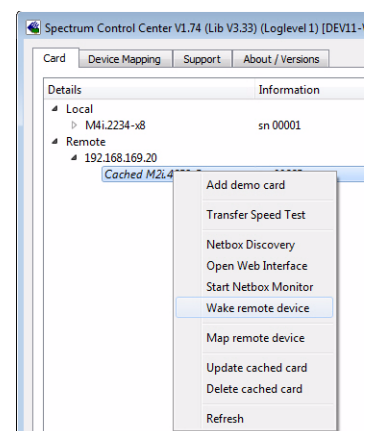 Spectrum Control Center V1.74 (Lib V3.33) (Loglevel 1) [DEV11-
Card Device Mapping Support About / Versions
Details Information
Local
M4i.2234-x8 sn 00001
Remote
192.168.169.20
Cached M2i.4
Add demo card
Transfer Speed Test
Netbox Discovery
Open Web Interface
Start Netbox Monitor
Wake remote device
Map remote device
Update cached card
Delete cached card
Refresh